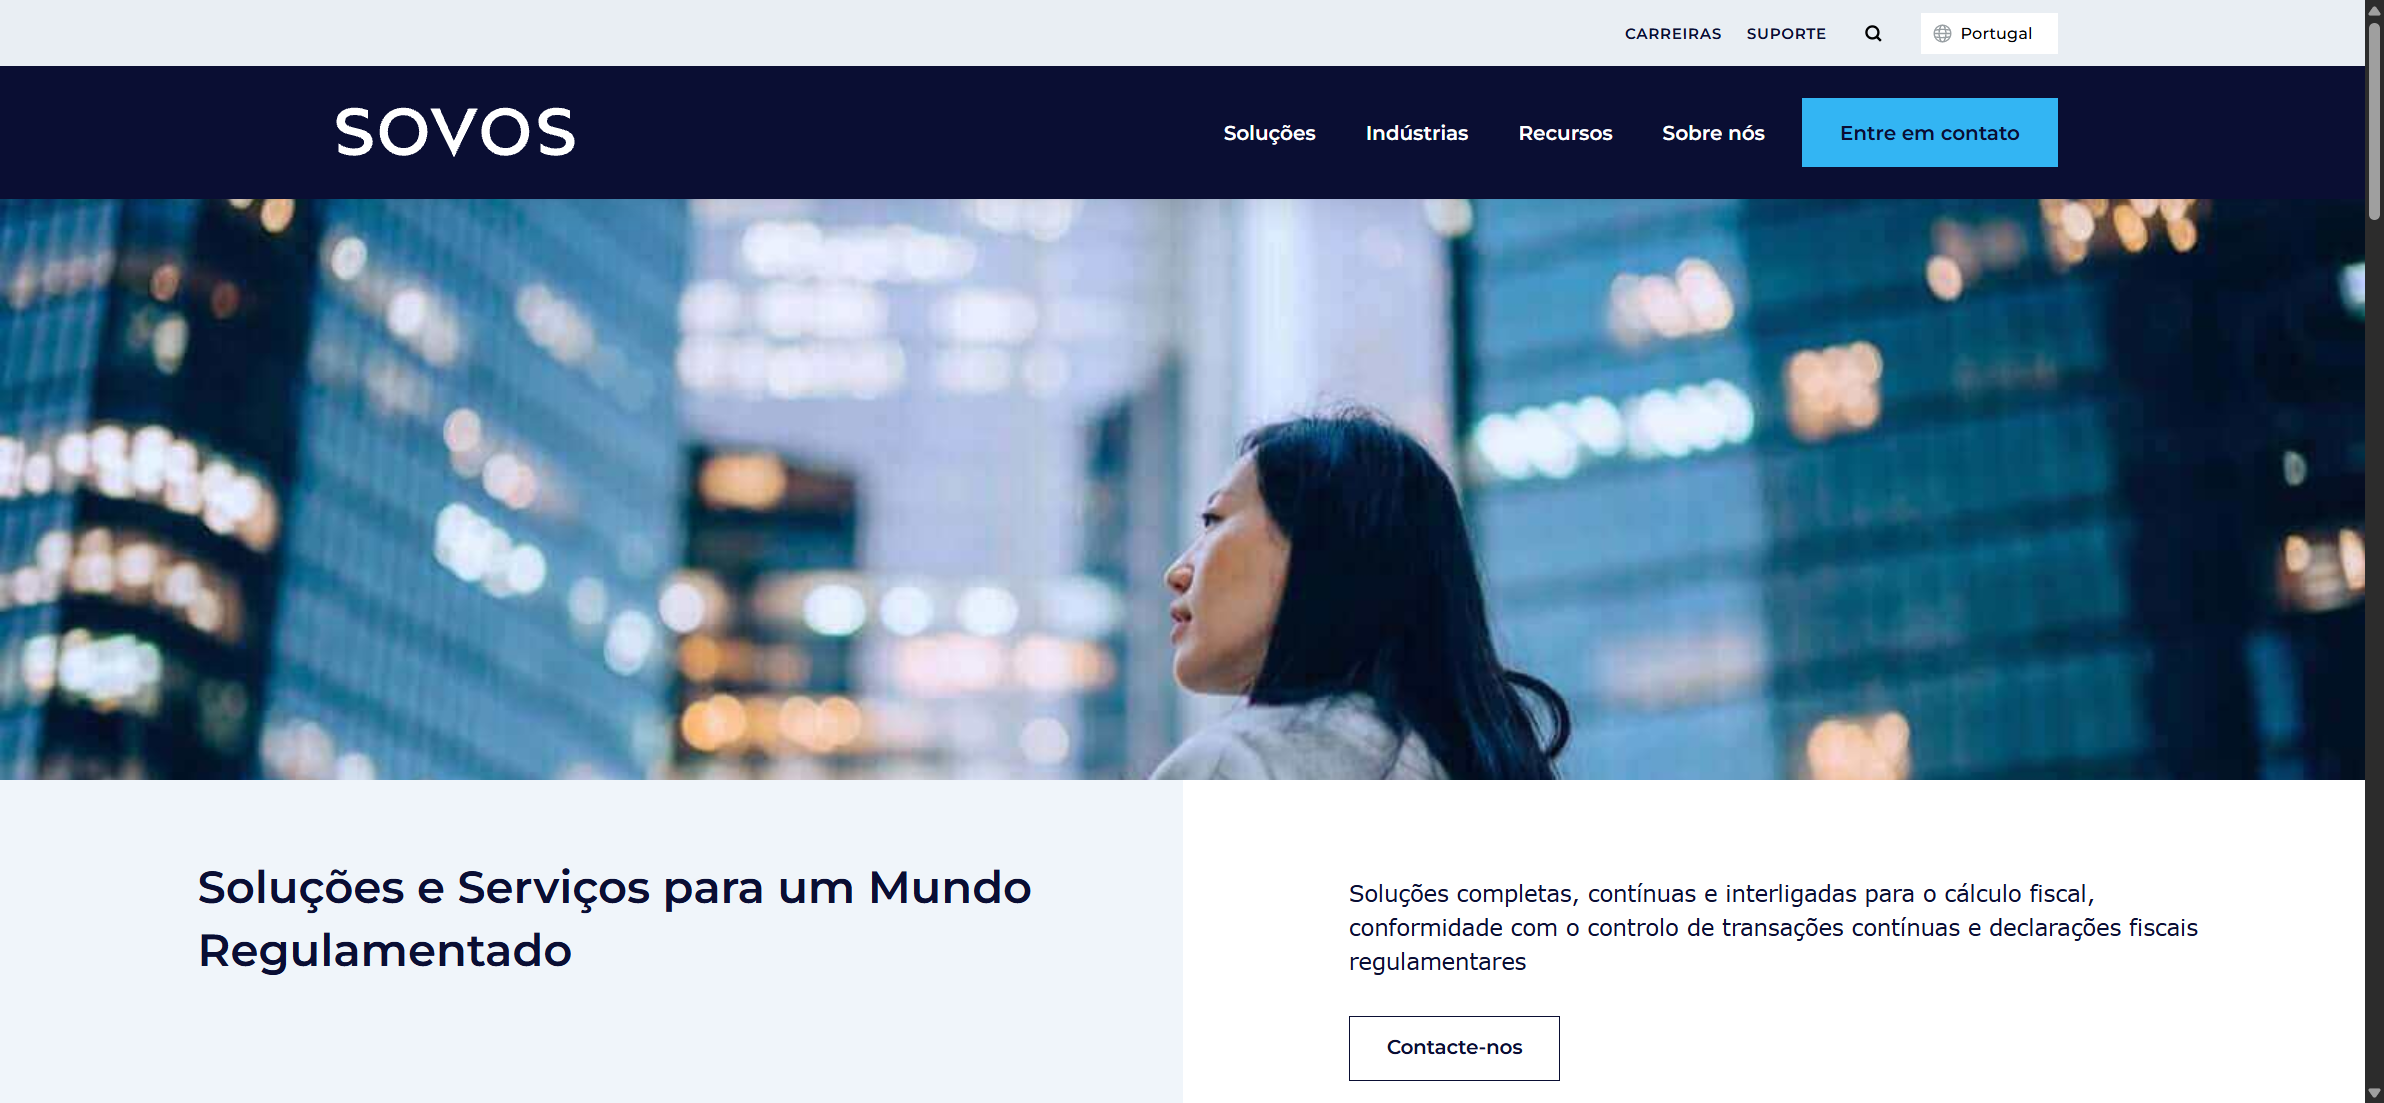 CARREIRAS SUPORTE Portugal
SOVOS Soluções Indústrias Recursos Sobre nós Entre em contato
Soluções e Serviços para um Mundo
Regulamentado
Soluções completas, contínuas e interligadas para o cálculo fiscal,
conformidade com o controlo de transações contínuas e declarações fiscais
regulamentares
Contacte-nos